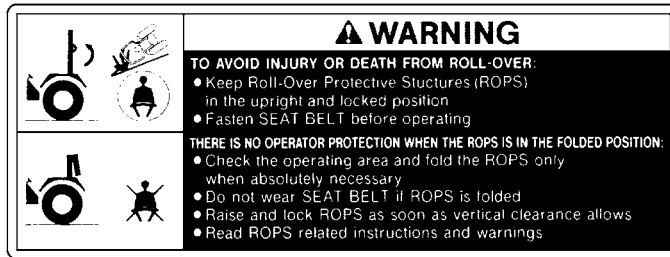 WARNING
TO AVOID INJURY OR DEATH FROM ROLL-OVER:
● Keep Roll-Over Protective Stuctures (ROPS)
in the upright and locked position
● Fasten SEAT BELT before operating
THERE IS NO OPERATOR PROTECTION WHEN THE ROPS IS IN THE FOLDED POSITION:
● Check the operating area and fold the ROPS only
when absolutely necessary
● Do not wear SEAT BELT if ROPS is folded
● Raise and lock ROPS as soon as vertical clearance allows
● Read ROPS related instructions and warnings